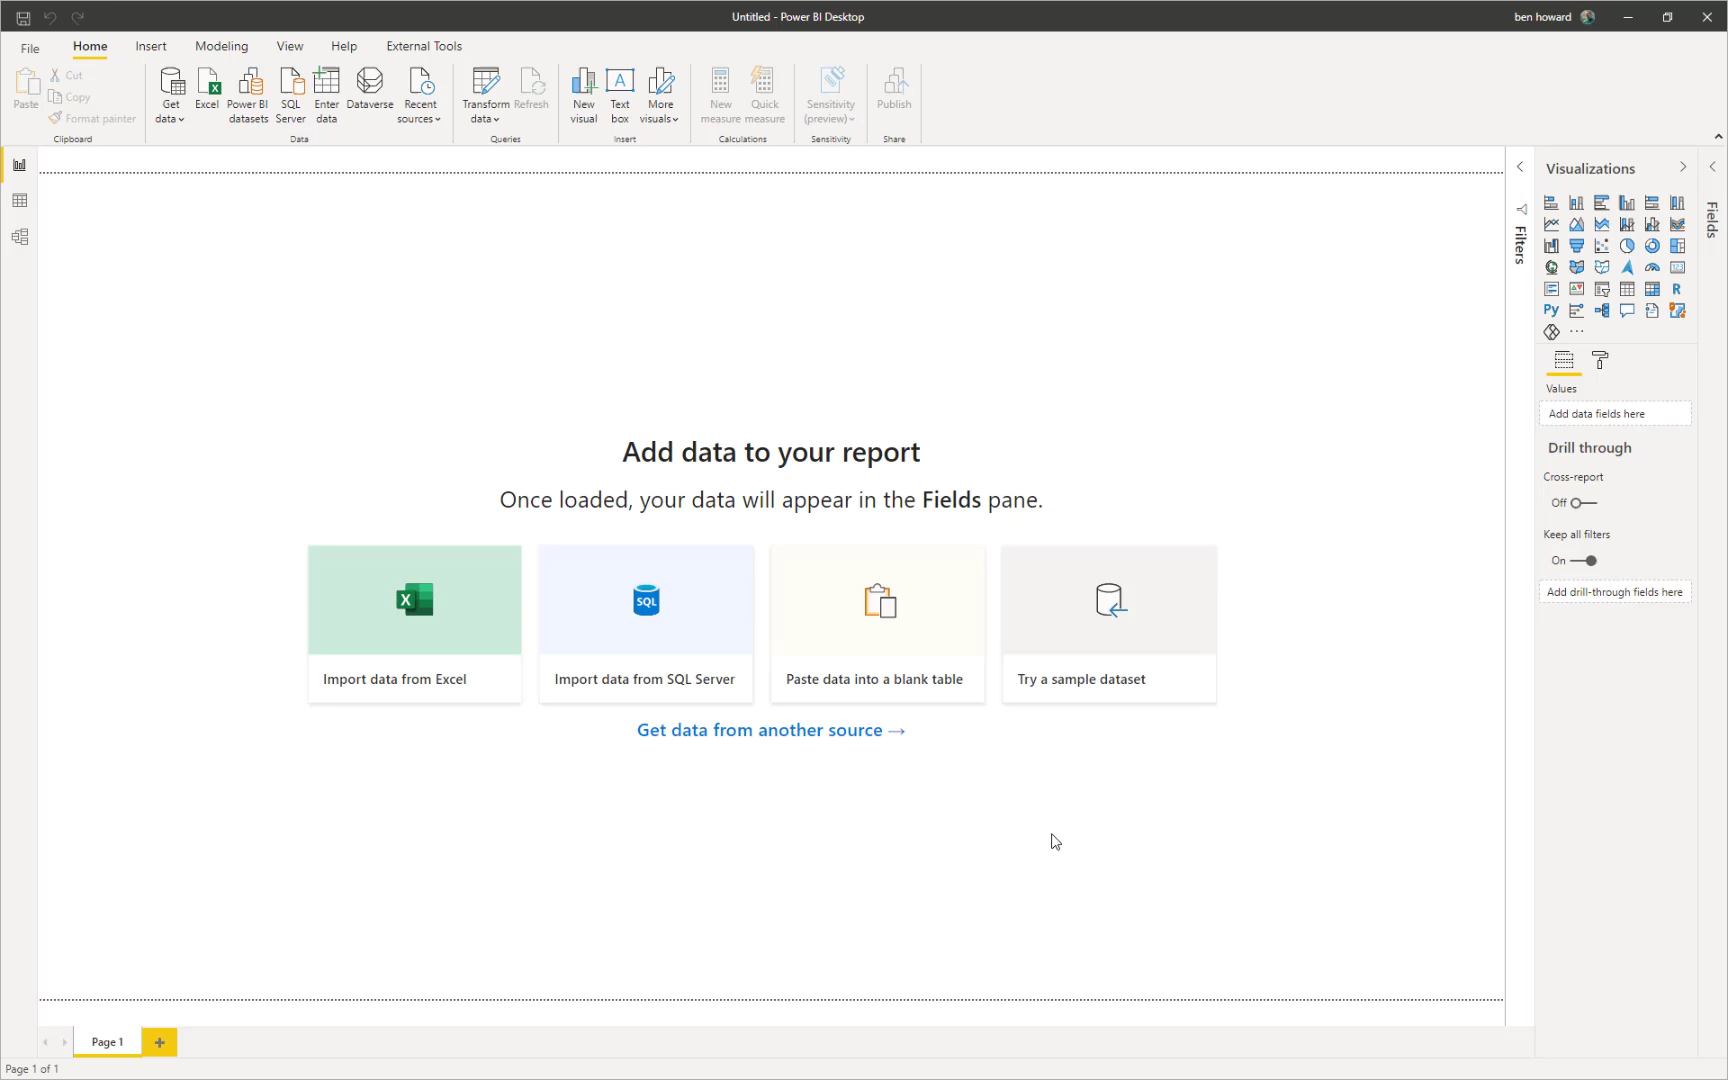 Untitled - Power BI Desktop
ben howard
File
Home
Insert
Modeling
View
Help
External Tools
Paste
Cut
Copy
Format painter
Clipboard
Get
data
Excel
Power BI
datasets
SQL
Server
Enter
data
Dataverse
Recent
sources
Data
Transform
data
Refresh
Queries
New
visual
A
Text
box
More
visuals
Insert
New
measure
Quick
measure
Calculations
Sensitivity
(preview)
Sensitivity
Publish
Share
Filters
Visualizations
R
Py
Values
Add data fields here
Drill through
Cross-report
Off
Keep all filters
On
Add drill-through fields here
Fields
Add data to your report
Once loaded, your data will appear in the Fields pane.
X
Import data from Excel
SQL
Import data from SQL Server
Paste data into a blank table
Try a sample dataset
Get data from another source →
Page 1
Page 1 of 1